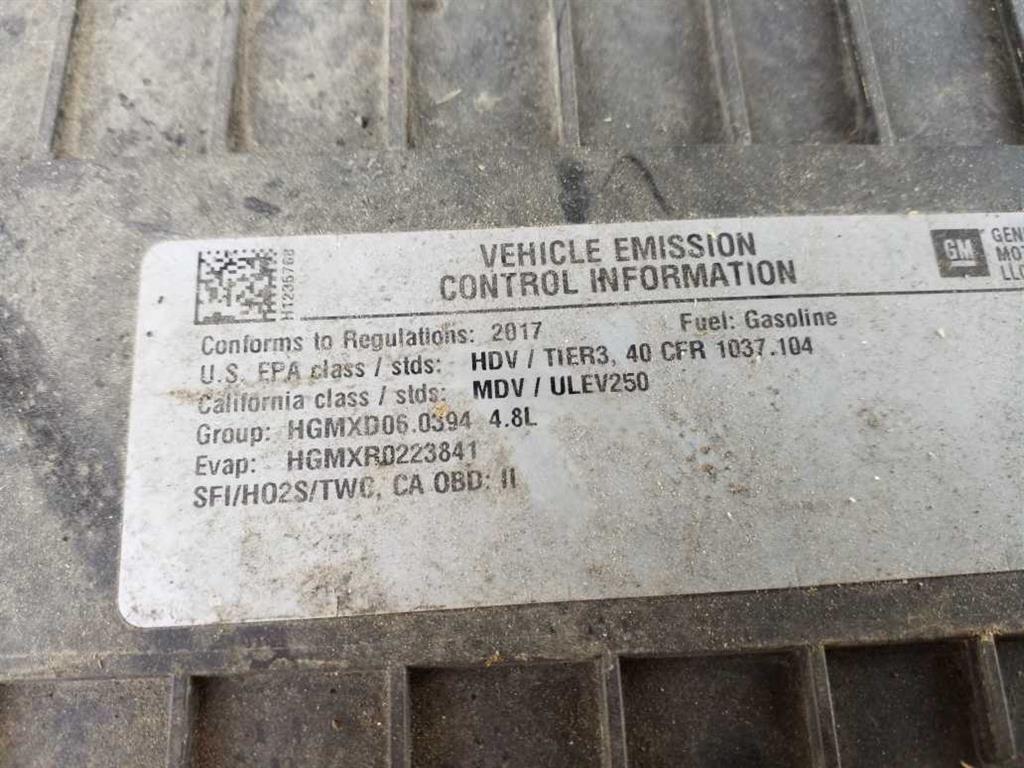 H1235768
VEHICLE EMISSION
CONTROL INFORMATION
GM
Conforms to Regulations: 2017 Fuel: Gasoline
U.S. EPA class / stds: HDV / TIER3, 40 CFR 1037.104
California class / stds: MDV / ULEV250
Group: HGMXD06.0394 4.8L
Evap: HGMXR0223841
SFI/HO2S/TWC, CA OBD: II